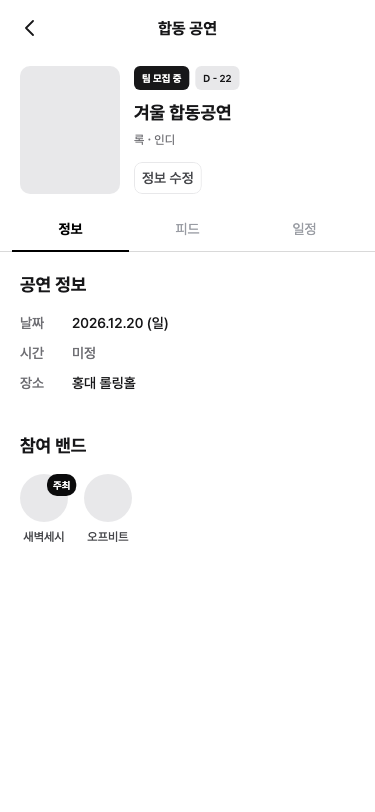 합동 공연
팀 모집 중 D - 22
겨울 합동공연
록 · 인디
정보 수정
정보 피드 일정
공연 정보
날짜 2026.12.20 (일)
시간 미정
장소 홍대 롤링홀
참여 밴드
주최
새벽세시 오프비트